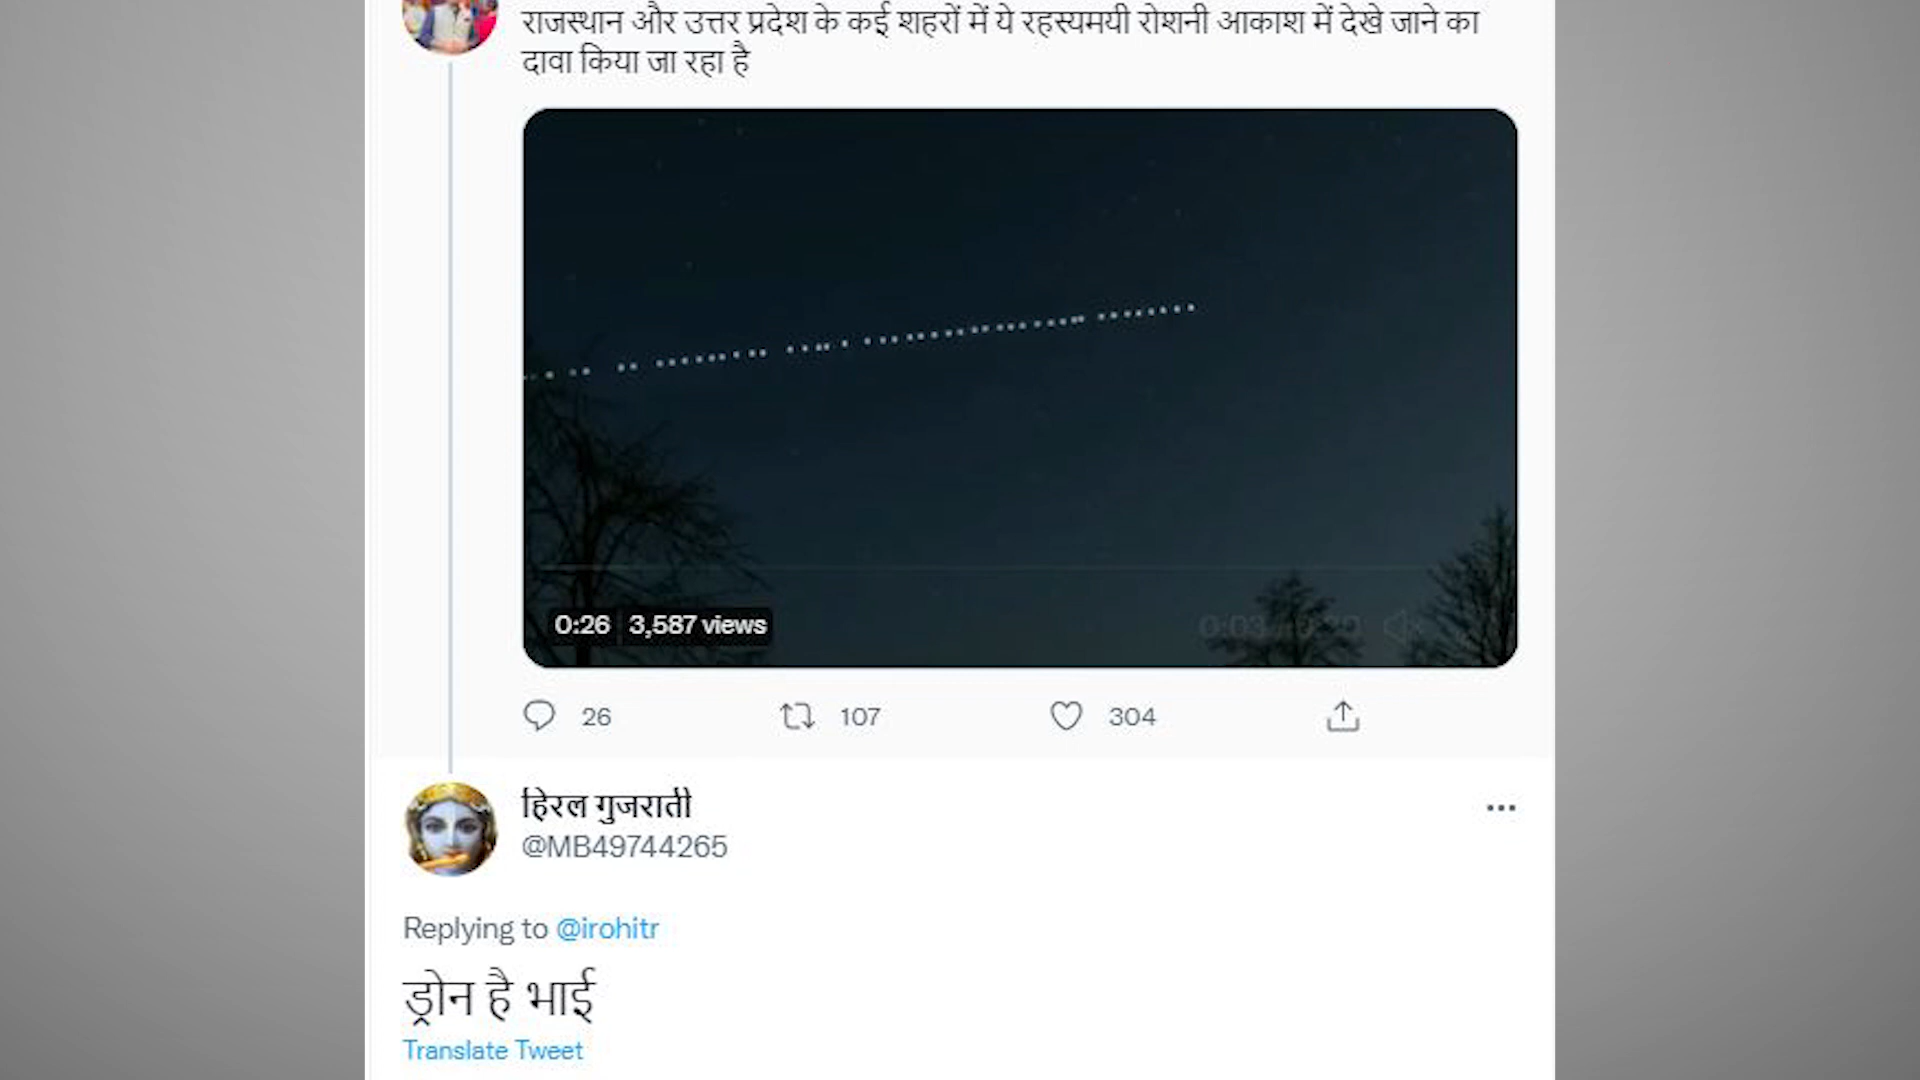 राजस्थान और उत्तर प्रदेश के कई शहरों में ये रहस्यमयी रोशनी आकाश में देखे जाने का
दावा किया जा रहा है
0:26 3,587 views
26 107 304
हिरल गुजराती
@MB49744265
Replying to @irohitr
ड्रोन है भाई
Translate Tweet